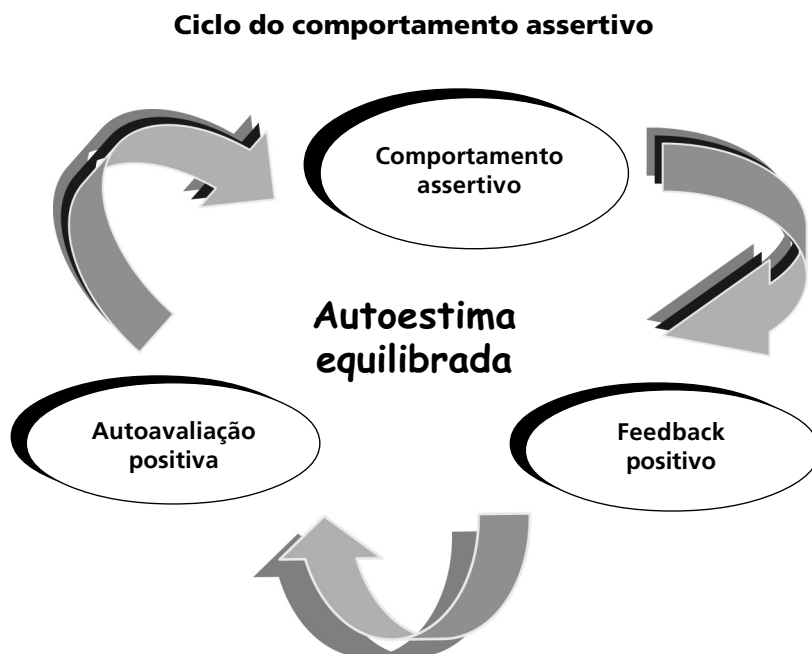 Ciclo do comportamento assertivo
Comportamento
assertivo
Autoestima
equilibrada
Autoavaliação
positiva
Feedback
positivo